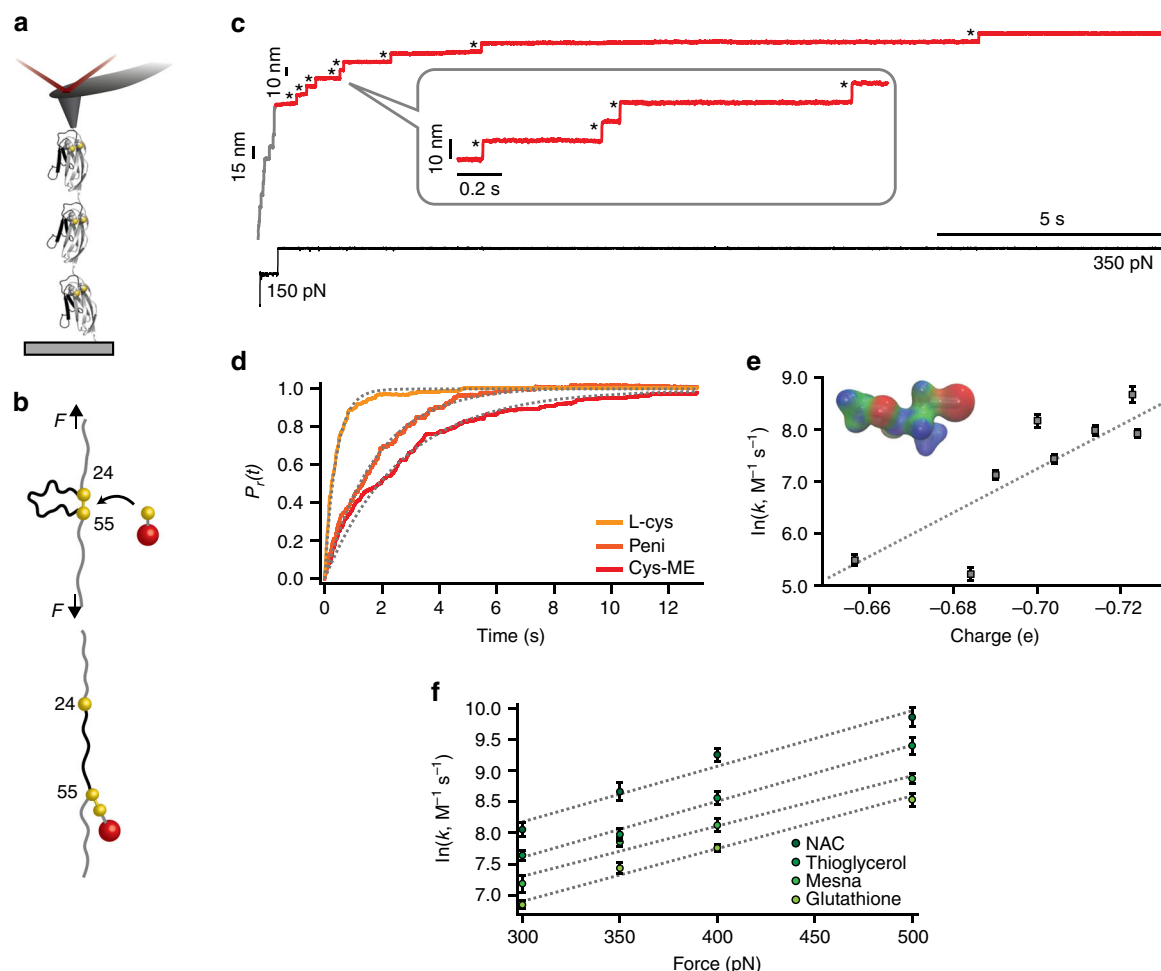 a
b
F
24
55
F
24
55
c
10 nm
15 nm
* * * * * * * * *
10 nm
* * * *
0.2 s
5 s
150 pN
350 pN
d
Pr(t)
1.0
0.8
0.6
0.4
0.2
0.0
0 2 4 6 8 10 12
Time (s)
L-cys
Peni
Cys-ME
e
ln(k, M⁻¹ s⁻¹)
9.0
8.0
7.0
6.0
5.0
−0.66 −0.68 −0.70 −0.72
Charge (e)
f
ln(k, M⁻¹ s⁻¹)
10.0
9.5
9.0
8.5
8.0
7.5
7.0
300 350 400 450 500
Force (pN)
NAC
Thioglycerol
Mesna
Glutathione